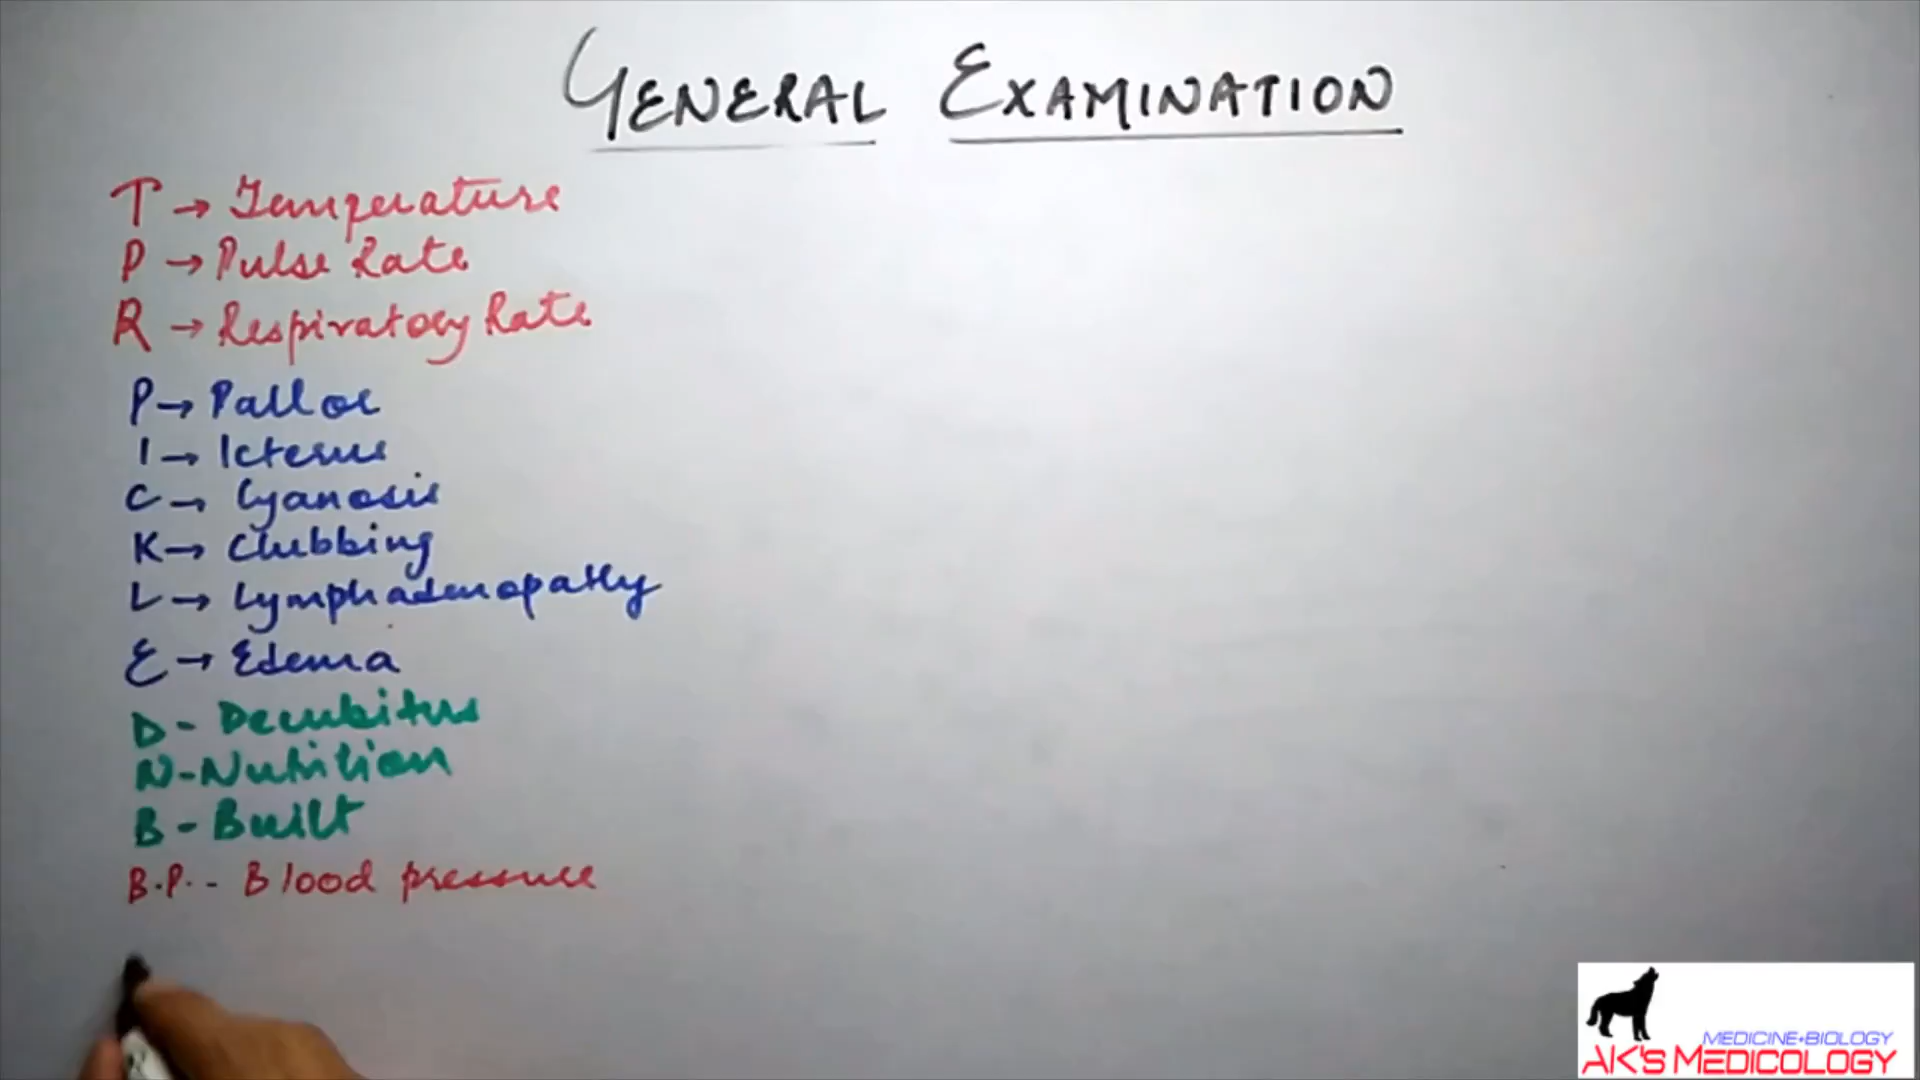 GENERAL EXAMINATION
T → Temperature
P → Pulse Rate
R → Respiratory Rate
P → Pallor
I → Icterus
C → Cyanosis
K → Clubbing
L → Lymphadenopathy
E → Edema
D - Decubitus
N - Nutrition
B - Built
B.P. - Blood pressure
MEDICINE+BIOLOGY
AK'S MEDICOLOGY